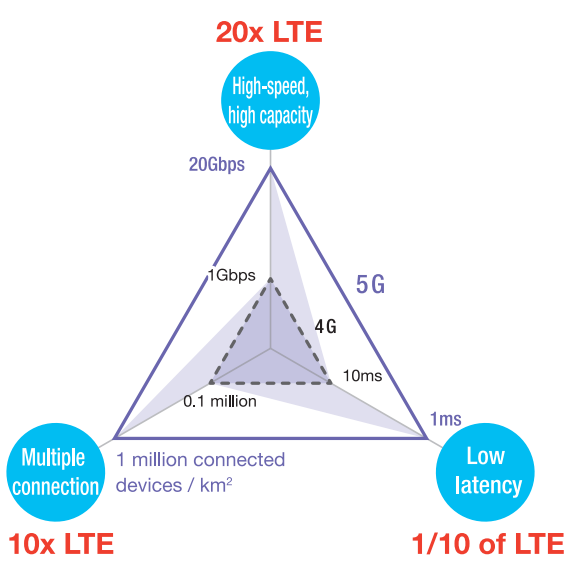 20x LTE
High-speed,
high capacity
20Gbps
1Gbps
5G
4G
10ms
0.1 million
1ms
Multiple
connection
1 million connected
devices / km²
Low
latency
10x LTE
1/10 of LTE